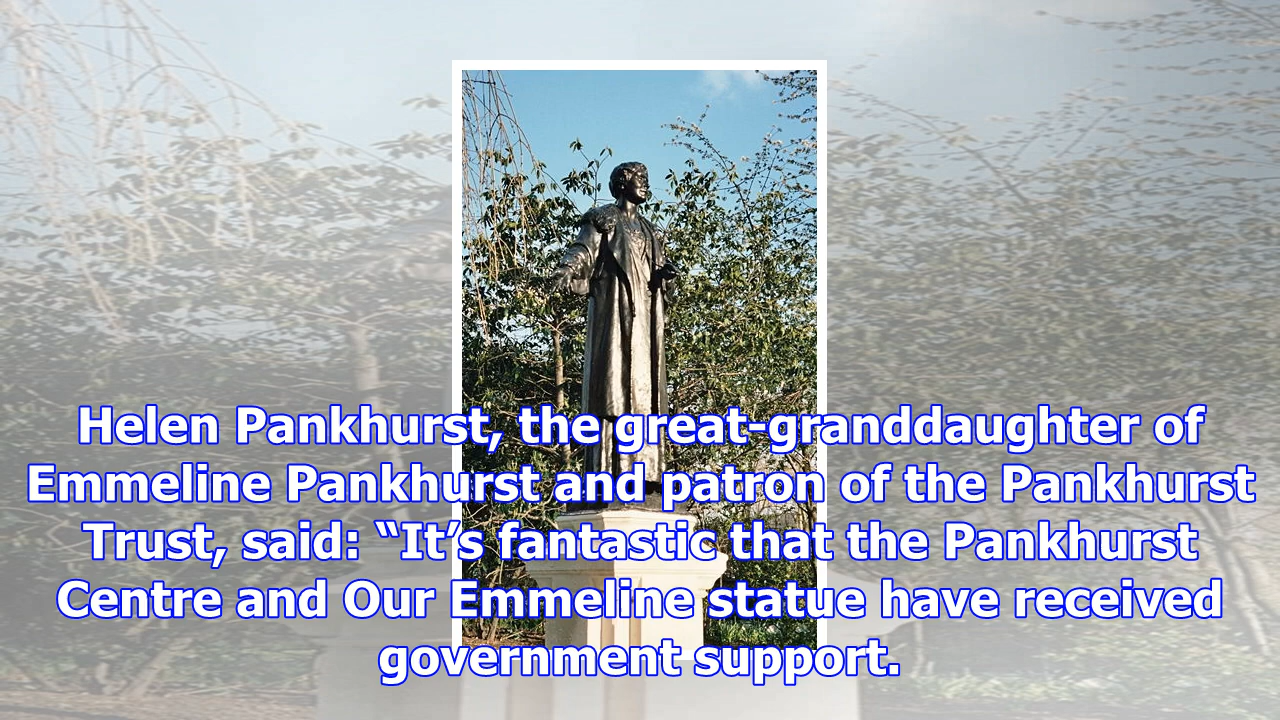 Helen Pankhurst, the great-granddaughter of
Emmeline Pankhurst and patron of the Pankhurst
Trust, said: “It’s fantastic that the Pankhurst
Centre and Our Emmeline statue have received
government support.